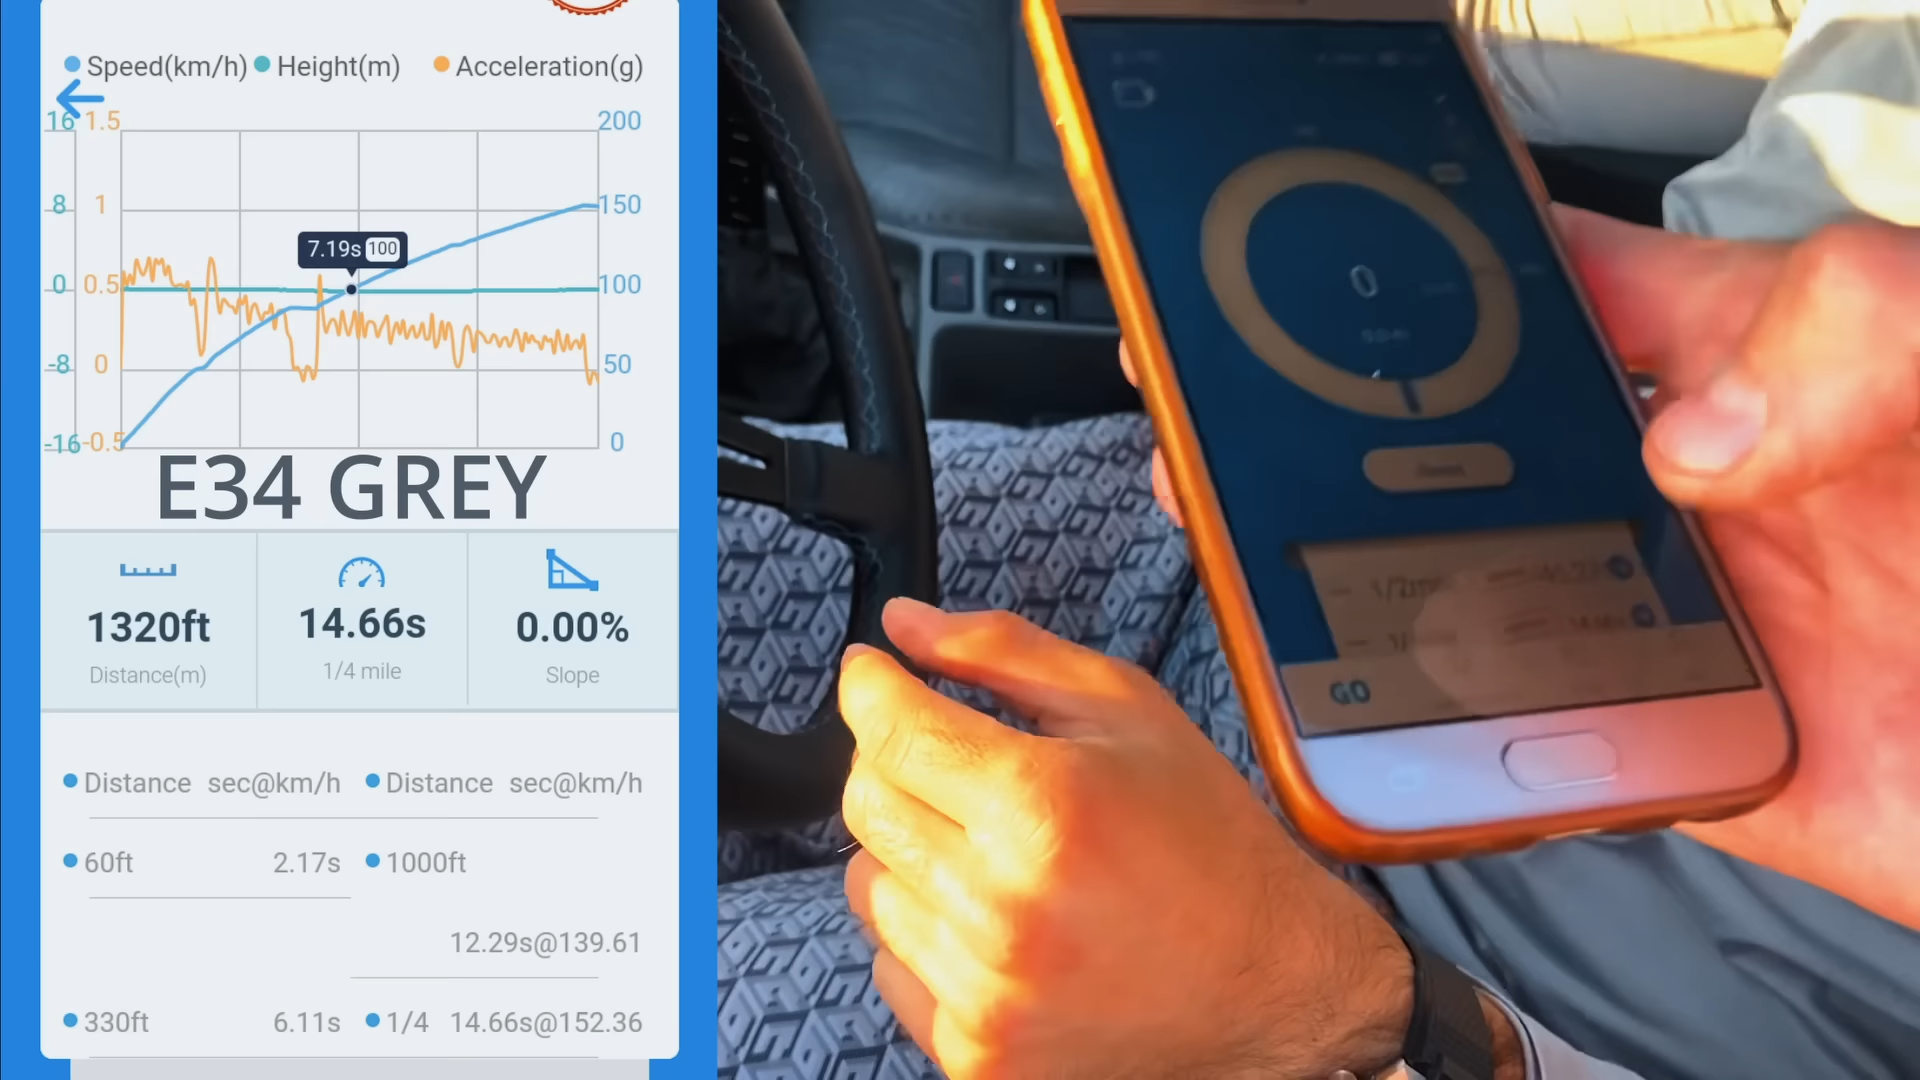 Speed(km/h) Height(m) Acceleration(g)
16 1.5 200
8 1 150
7.19s 100
0 0.5 100
-8 0 50
-16 -0.5 0
E34 GREY
1320ft 14.66s 0.00%
Distance(m) 1/4 mile Slope
Distance sec@km/h Distance sec@km/h
60ft 2.17s 1000ft
12.29s@139.61
330ft 6.11s 1/4 14.66s@152.36
0
GO